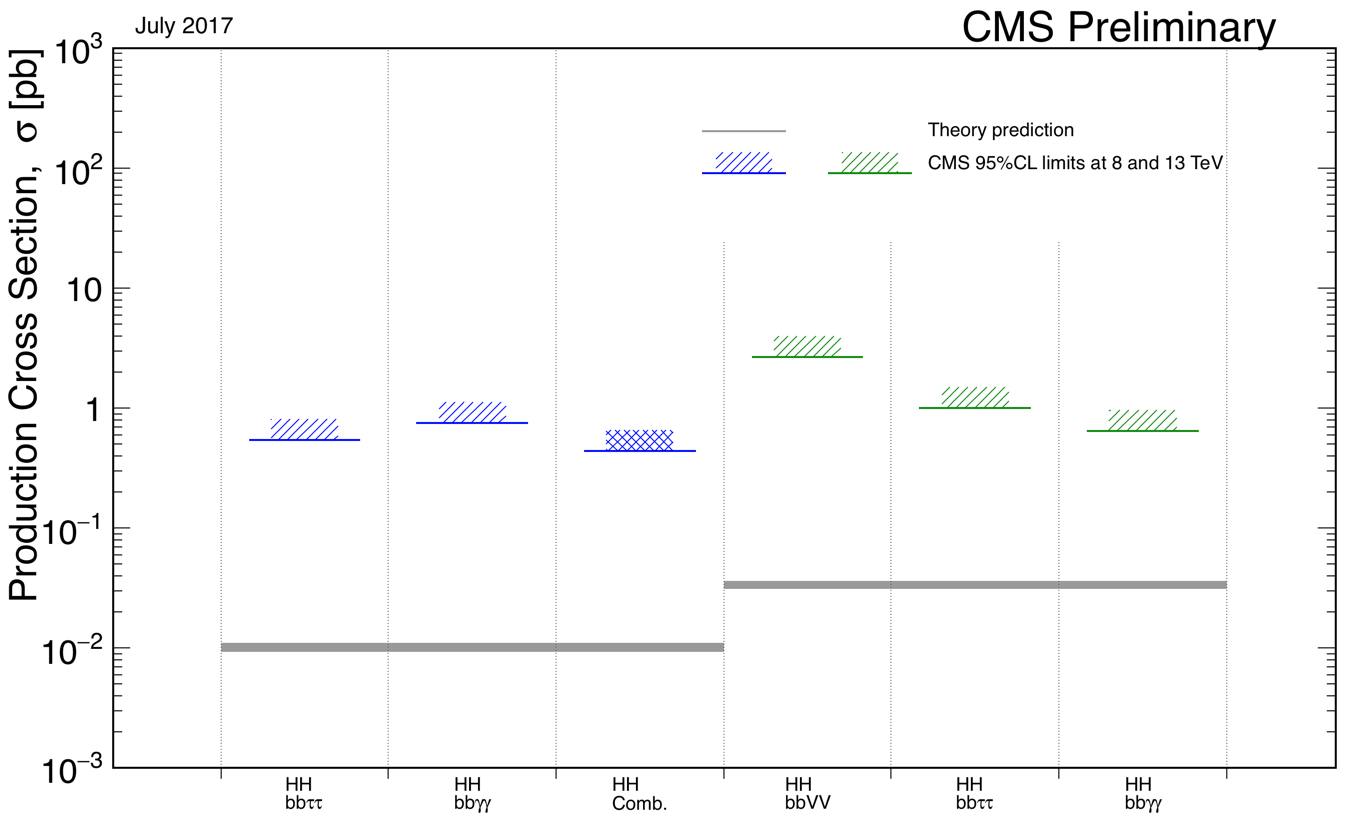 July 2017
CMS Preliminary
Production Cross Section, σ [pb]
10³
10²
10
1
10⁻¹
10⁻²
10⁻³
Theory prediction
CMS 95%CL limits at 8 and 13 TeV
HH
bbττ
HH
bbγγ
HH
Comb.
HH
bbVV
HH
bbττ
HH
bbγγ